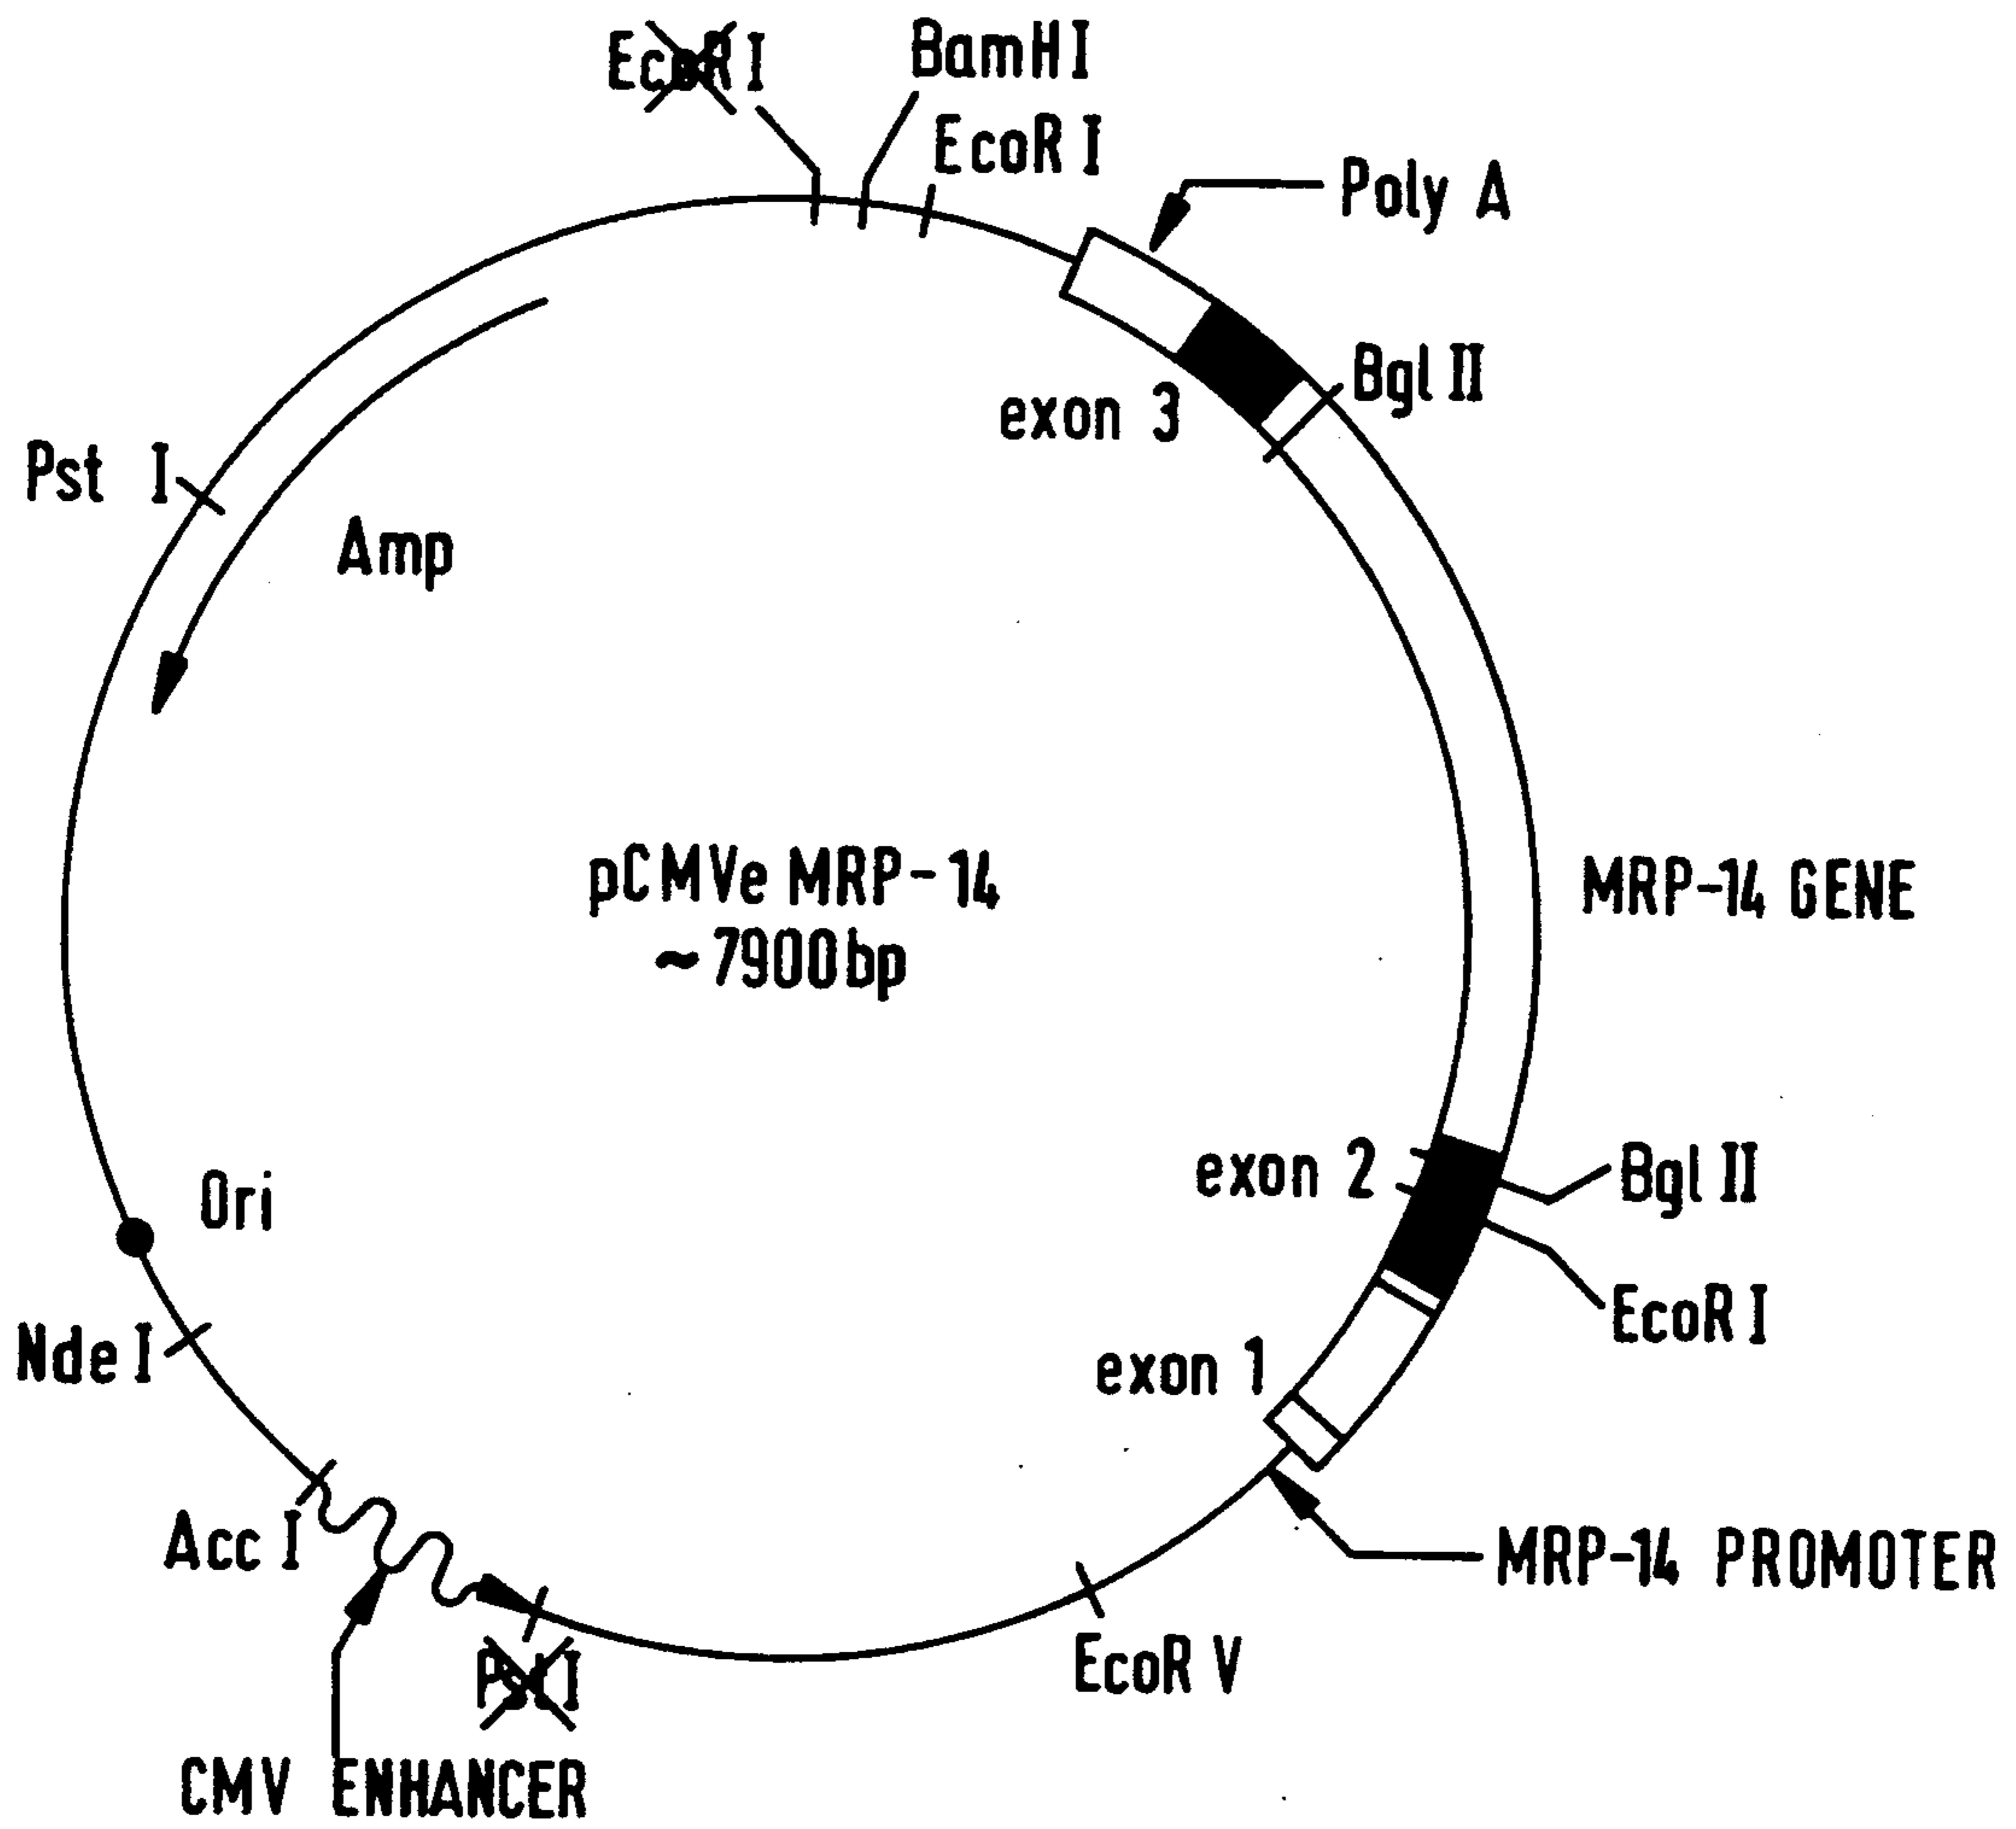 EcoR I
BamHI
EcoR I
Poly A
Bgl II
exon 3
Pst I
Amp
pCMVe MRP-14
~7900bp
MRP-14 GENE
exon 2
Bgl II
Ori
EcoR I
Nde I
exon 1
Acc I
MRP-14 PROMOTER
EcoR V
Pst I
CMV ENHANCER